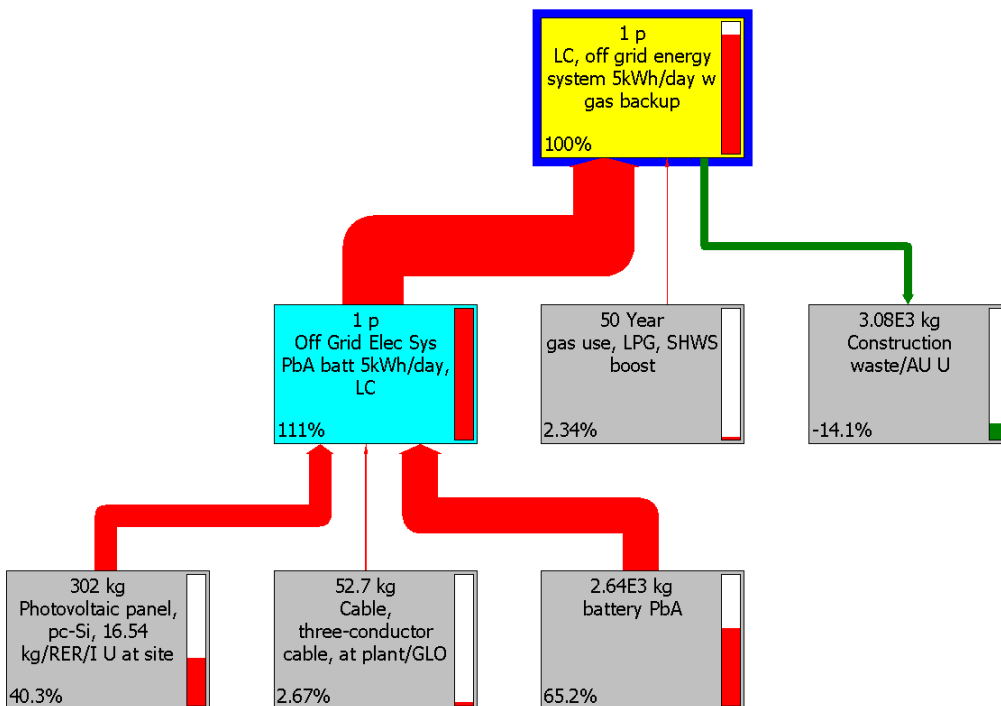 1 p
LC, off grid energy
system 5kWh/day w
gas backup
100%
1 p
Off Grid Elec Sys
PbA batt 5kWh/day,
LC
111%
50 Year
gas use, LPG, SHWS
boost
2.34%
3.08E3 kg
Construction
waste/AU U
-14.1%
302 kg
Photovoltaic panel,
pc-Si, 16.54
kg/RER/I U at site
40.3%
52.7 kg
Cable,
three-conductor
cable, at plant/GLO
2.67%
2.64E3 kg
battery PbA
65.2%